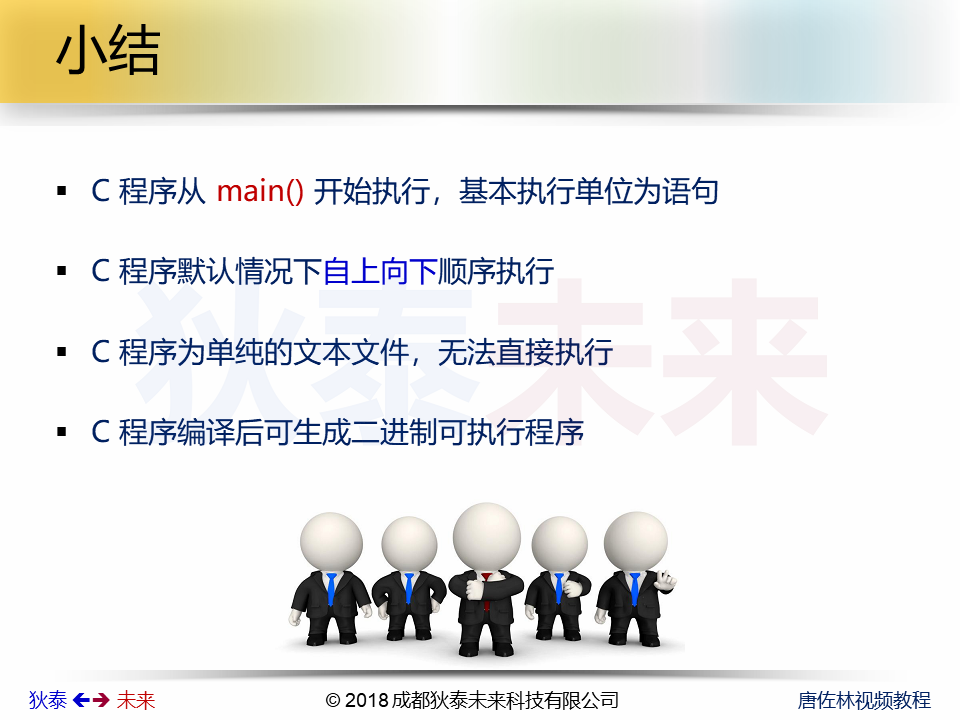 小结
▪ C 程序从 main() 开始执行，基本执行单位为语句
▪ C 程序默认情况下自上向下顺序执行
▪ C 程序为单纯的文本文件，无法直接执行
▪ C 程序编译后可生成二进制可执行程序
狄泰未来
狄泰 ←→ 未来
© 2018 成都狄泰未来科技有限公司
唐佐林视频教程